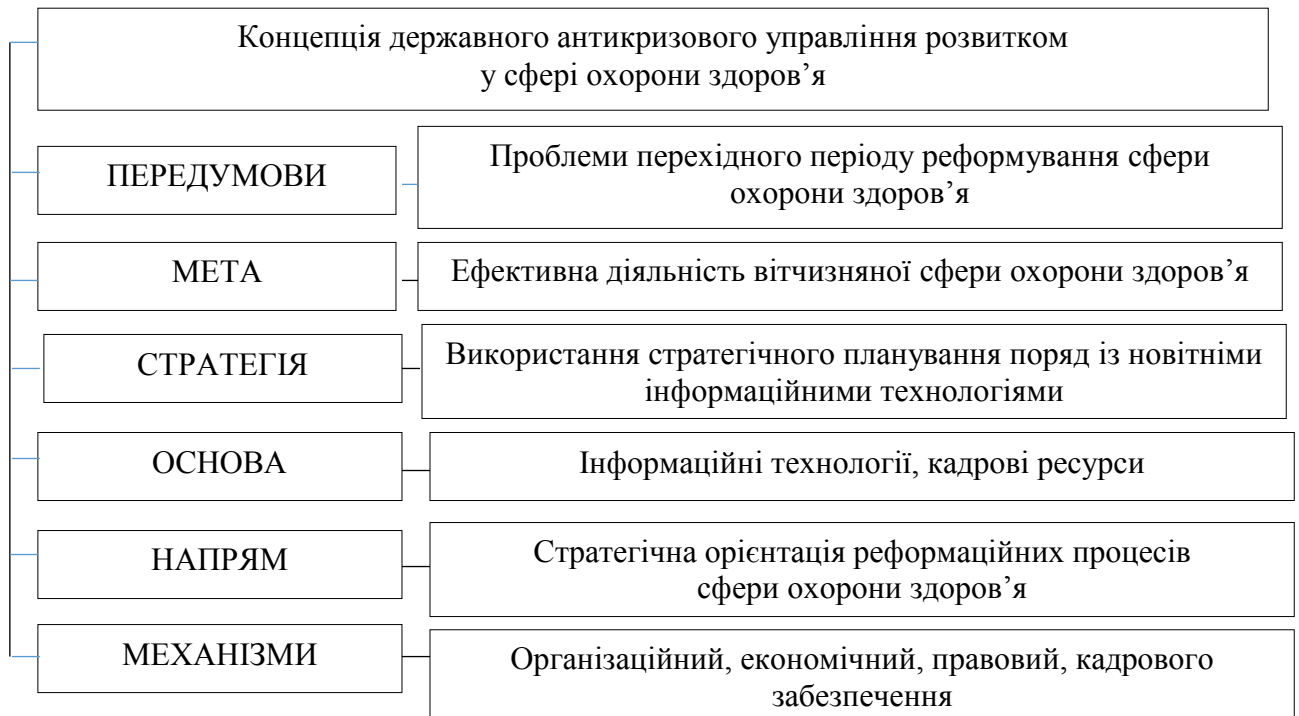 Концепція державного антикризового управління розвитком
у сфері охорони здоров’я
ПЕРЕДУМОВИ
Проблеми перехідного періоду реформування сфери
охорони здоров’я
МЕТА
Ефективна діяльність вітчизняної сфери охорони здоров’я
СТРАТЕГІЯ
Використання стратегічного планування поряд із новітніми
інформаційними технологіями
ОСНОВА
Інформаційні технології, кадрові ресурси
НАПРЯМ
Стратегічна орієнтація реформаційних процесів
сфери охорони здоров’я
МЕХАНІЗМИ
Організаційний, економічний, правовий, кадрового
забезпечення